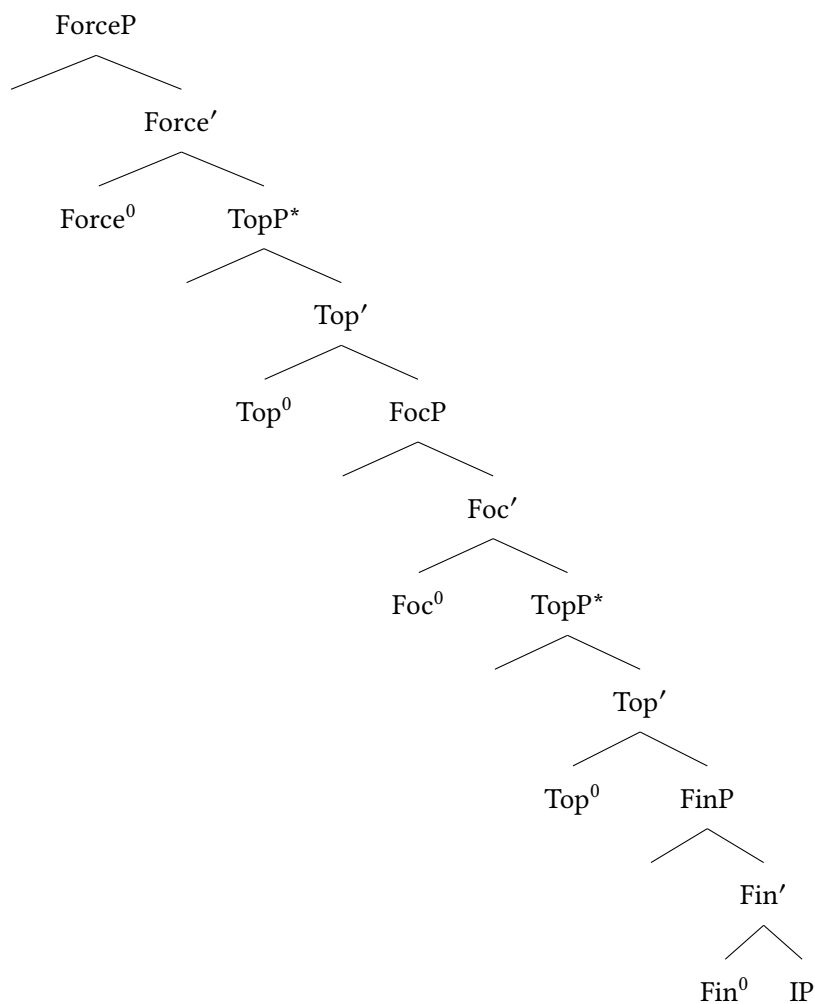 ForceP
Force′
Force⁰ TopP*
Top′
Top⁰ FocP
Foc′
Foc⁰ TopP*
Top′
Top⁰ FinP
Fin′
Fin⁰ IP